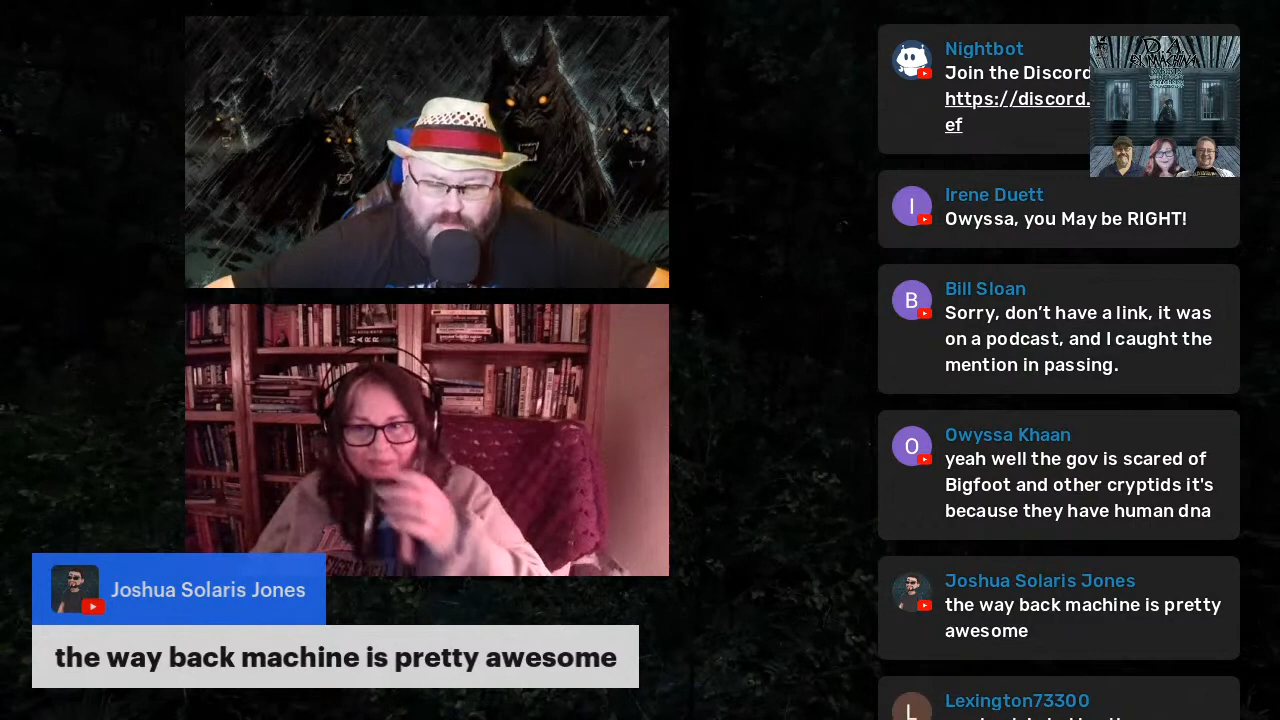 Nightbot
Join the Discord
https://discord.
ef
I
Irene Duett
Owyssa, you May be RIGHT!
B
Bill Sloan
Sorry, don’t have a link, it was
on a podcast, and I caught the
mention in passing.
O
Owyssa Khaan
yeah well the gov is scared of
Bigfoot and other cryptids it's
because they have human dna
Joshua Solaris Jones
the way back machine is pretty
awesome
L
Lexington73300
Joshua Solaris Jones
the way back machine is pretty awesome